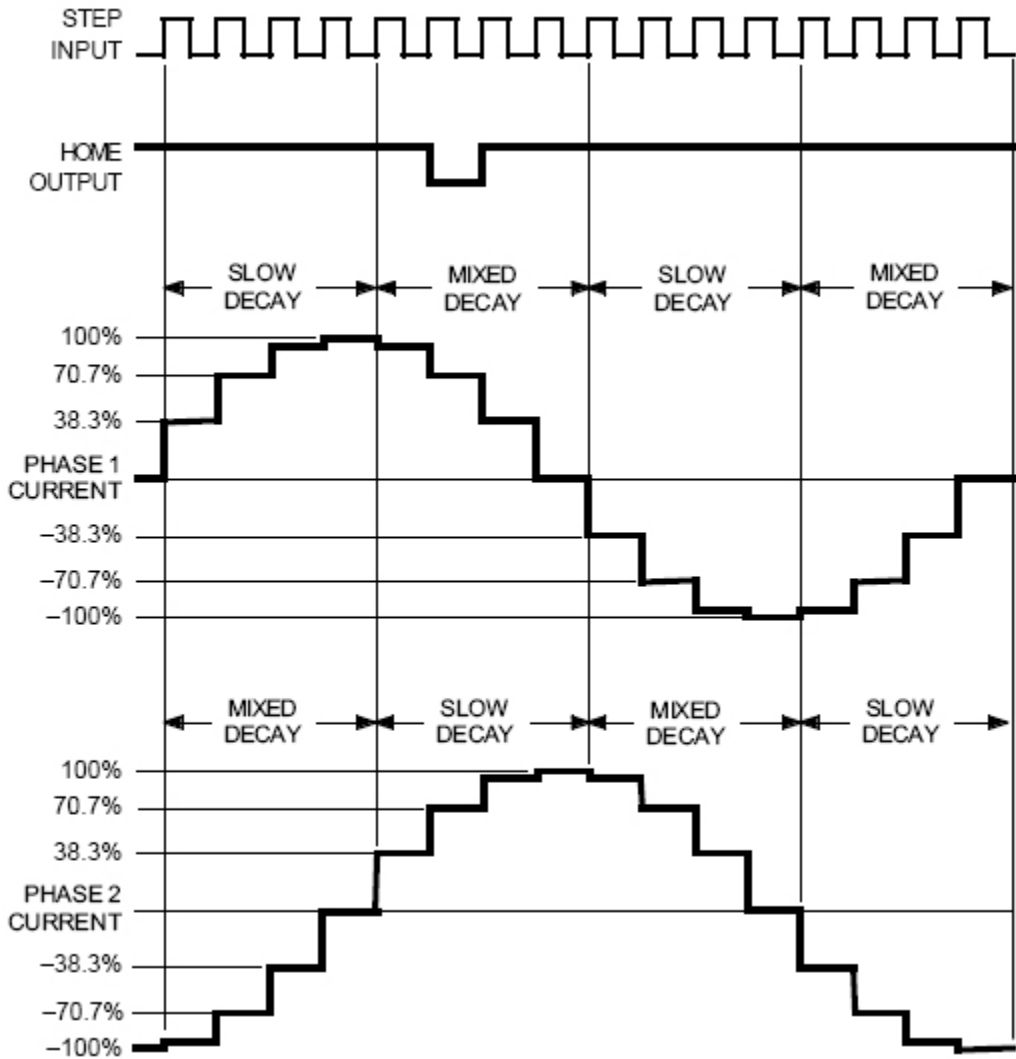 STEP
INPUT
HOME
OUTPUT
SLOW
DECAY
MIXED
DECAY
SLOW
DECAY
MIXED
DECAY
100%
70.7%
38.3%
PHASE 1
CURRENT
–38.3%
–70.7%
–100%
MIXED
DECAY
SLOW
DECAY
MIXED
DECAY
SLOW
DECAY
100%
70.7%
38.3%
PHASE 2
CURRENT
–38.3%
–70.7%
–100%